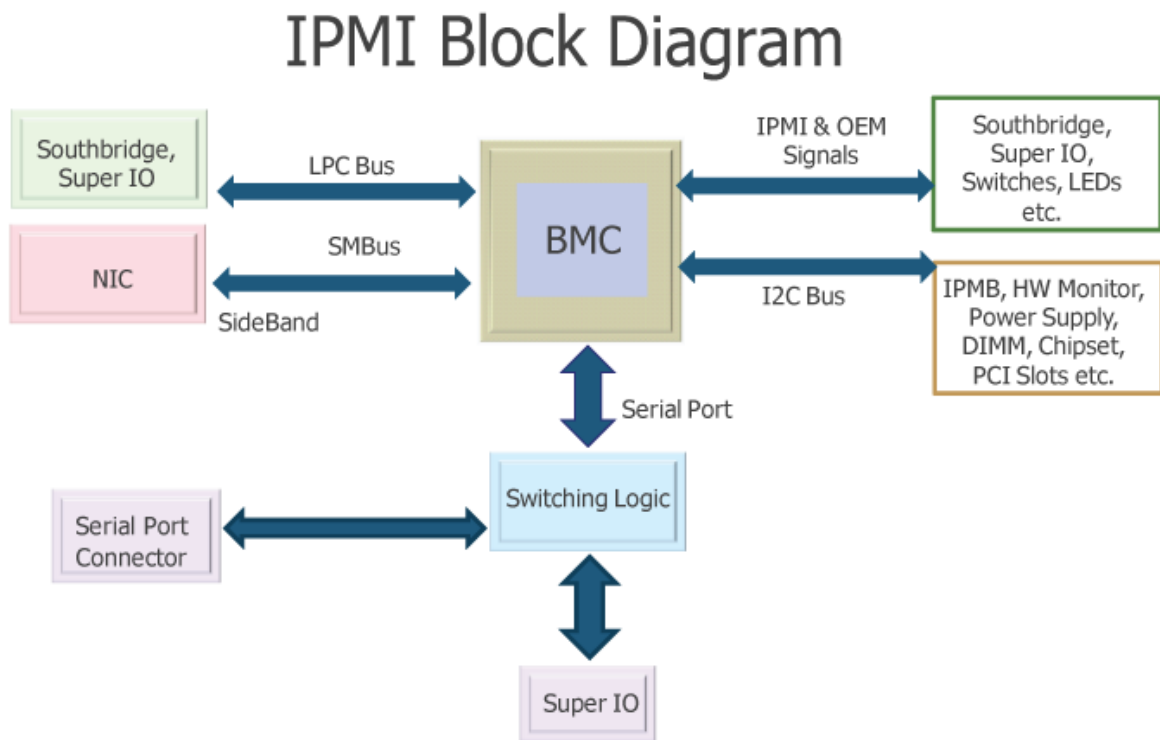 IPMI Block Diagram
Southbridge,
Super IO
LPC Bus
BMC
IPMI & OEM
Signals
Southbridge,
Super IO,
Switches, LEDs
etc.
NIC
SMBus
SideBand
I2C Bus
IPMB, HW Monitor,
Power Supply,
DIMM, Chipset,
PCI Slots etc.
Serial Port
Switching Logic
Serial Port
Connector
Super IO